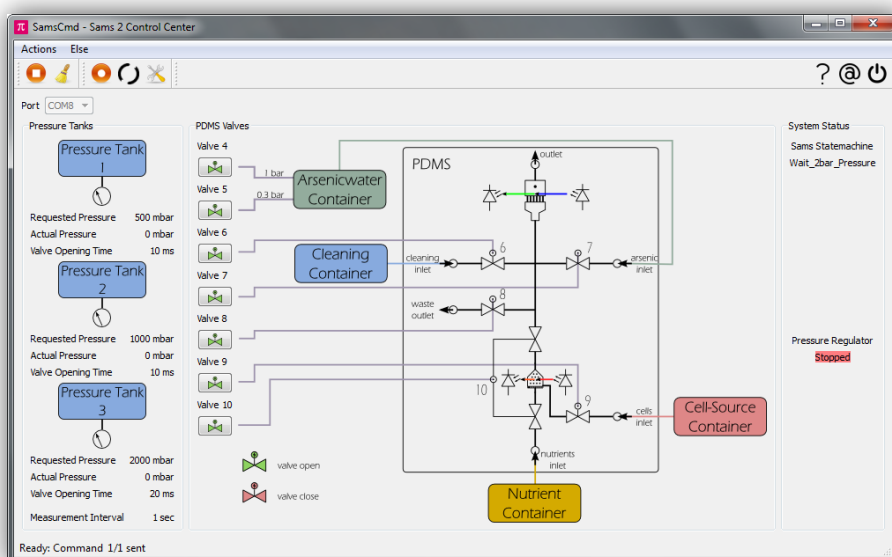 SamsCmd - Sams 2 Control Center
Actions Else
Port COM8
Pressure Tanks
Pressure Tank
1
Requested Pressure 500 mbar
Actual Pressure 0 mbar
Valve Opening Time 10 ms
Pressure Tank
2
Requested Pressure 1000 mbar
Actual Pressure 0 mbar
Valve Opening Time 10 ms
Pressure Tank
3
Requested Pressure 2000 mbar
Actual Pressure 0 mbar
Valve Opening Time 20 ms
Measurement Interval 1 sec
PDMS Valves
Valve 4
Valve 5
Valve 6
Valve 7
Valve 8
Valve 9
Valve 10
1 bar
0.3 bar
Arsenicwater
Container
Cleaning
Container
PDMS
outlet
6
7
cleaning
inlet
arsenic
inlet
8
waste
outlet
10
9
cells
inlet
nutrients
inlet
Cell-Source
Container
Nutrient
Container
valve open
valve close
System Status
Sams Statemachine
Wait_2bar_Pressure
Pressure Regulator
Stopped
Ready: Command 1/1 sent